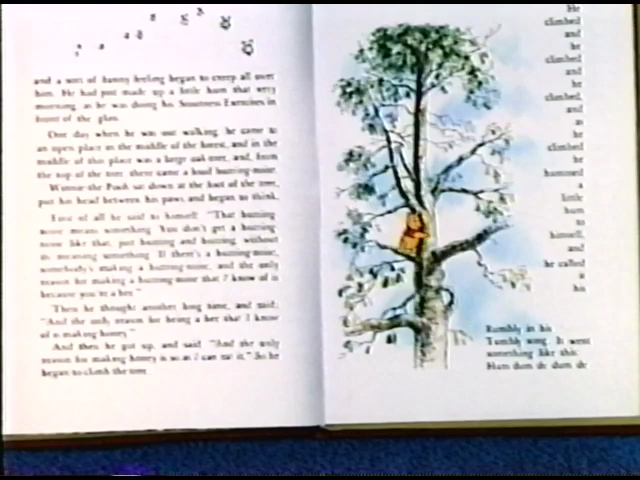 and a sort of funny feeling began to creep all over
him. He had just made up a little hum that very
morning, as he was doing his Stoutness Exercises in
front of the glass.
One day when he was out walking, he came to
an open place in the middle of the forest, and in the
middle of this place was a large oak-tree, and, from
the top of the tree there came a loud buzzing-noise.
Winnie-the-Pooh sat down at the foot of the tree,
put his head between his paws, and began to think.
First of all he said to himself: "That buzzing-
noise means something. You don't get a buzzing-
noise like that, just buzzing and buzzing, without
its meaning something. If there's a buzzing-noise,
somebody's making a buzzing-noise, and the only
reason for making a buzzing-noise that I know of is
because you're a bee."
Then he thought another long time, and said:
"And the only reason for being a bee that I know
of is making honey."
And then he got up, and said: "And the only
reason for making honey is so as I can eat it." So he
began to climb the tree
He
climbed
and
he
climbed
and
he
climbed,
and
as
he
climbed
he
hummed
a
little
hum
to
himself,
and
he called
it
his
Rumbly in his
Tumbly song. It went
something like this:
Hum dum de dum de